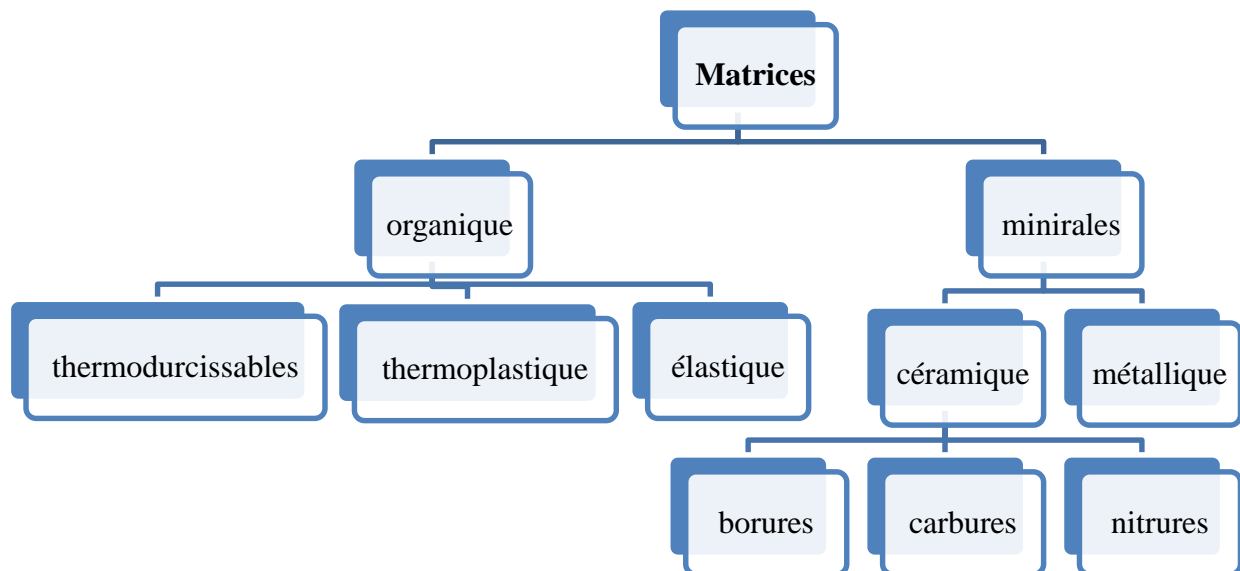 Matrices
organique
minirales
thermodurcissables
thermoplastique
élastique
céramique
métallique
borures
carbures
nitrures